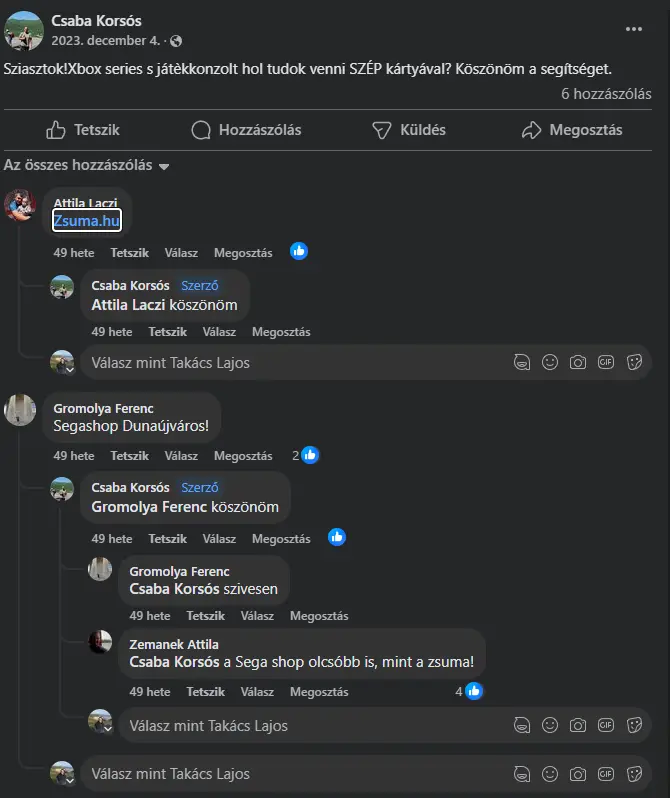 Csaba Korsós
2023. december 4. ·
Sziasztok!Xbox series s játèkkonzolt hol tudok venni SZÉP kártyával? Köszönöm a segítséget.
6 hozzászólás
Tetszik Hozzászólás Küldés Megosztás
Az összes hozzászólás
Attila Laczi
Zsuma.hu
49 hete Tetszik Válasz Megosztás
Csaba Korsós Szerző
Attila Laczi köszönöm
49 hete Tetszik Válasz Megosztás
Válasz mint Takács Lajos
GIF
Gromolya Ferenc
Segashop Dunaújváros!
49 hete Tetszik Válasz Megosztás 2
Csaba Korsós Szerző
Gromolya Ferenc köszönöm
49 hete Tetszik Válasz Megosztás
Gromolya Ferenc
Csaba Korsós szivesen
49 hete Tetszik Válasz Megosztás
Zemanek Attila
Csaba Korsós a Sega shop olcsóbb is, mint a zsuma!
49 hete Tetszik Válasz Megosztás 4
Válasz mint Takács Lajos
GIF
Válasz mint Takács Lajos
GIF